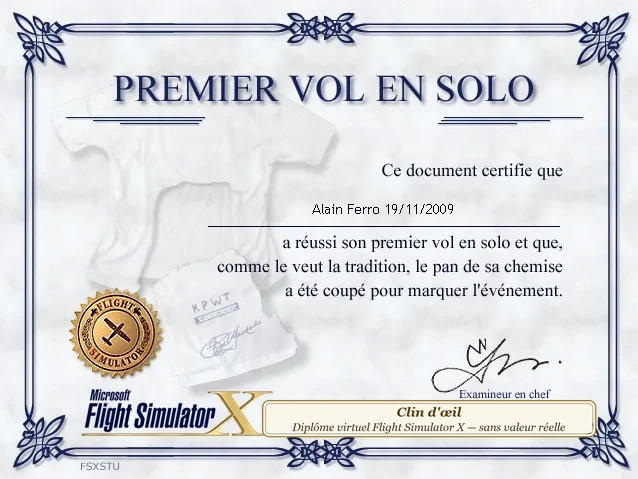 PREMIER VOL EN SOLO
Ce document certifie que
Alain Ferro 19/11/2009
a réussi son premier vol en solo et que,
comme le veut la tradition, le pan de sa chemise
a été coupé pour marquer l'événement.
KPWT
FLIGHT
SIMULATOR
Examineur en chef
Microsoft
Flight Simulator X
Clin d'œil
Diplôme virtuel Flight Simulator X — sans valeur réelle
FSXSTU